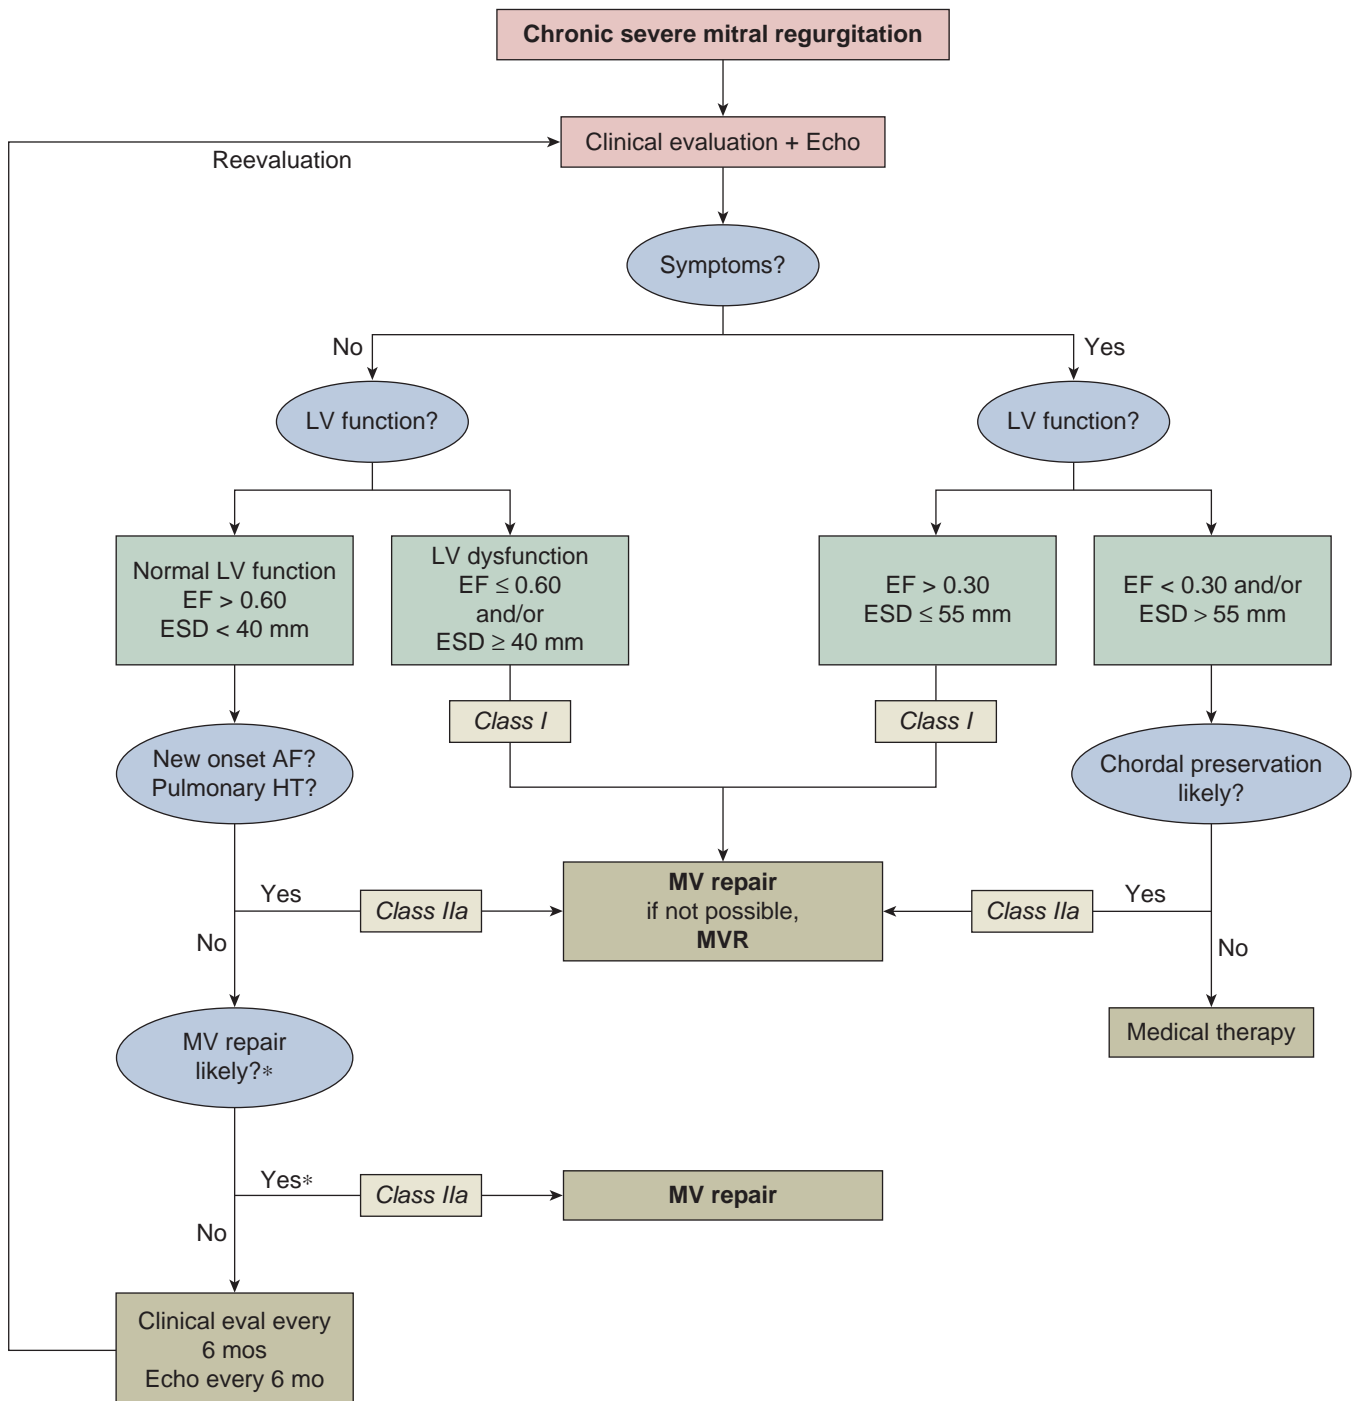 Chronic severe mitral regurgitation
Clinical evaluation + Echo
Reevaluation
Symptoms?
No
Yes
LV function?
LV function?
Normal LV function
EF > 0.60
ESD < 40 mm
LV dysfunction
EF ≤ 0.60
and/or
ESD ≥ 40 mm
EF > 0.30
ESD ≤ 55 mm
EF < 0.30 and/or
ESD > 55 mm
Class I
Class I
New onset AF?
Pulmonary HT?
Chordal preservation
likely?
Yes
Class IIa
MV repair
if not possible,
MVR
Class IIa
Yes
No
No
MV repair
likely?*
Medical therapy
Yes*
Class IIa
MV repair
No
Clinical eval every
6 mos
Echo every 6 mo